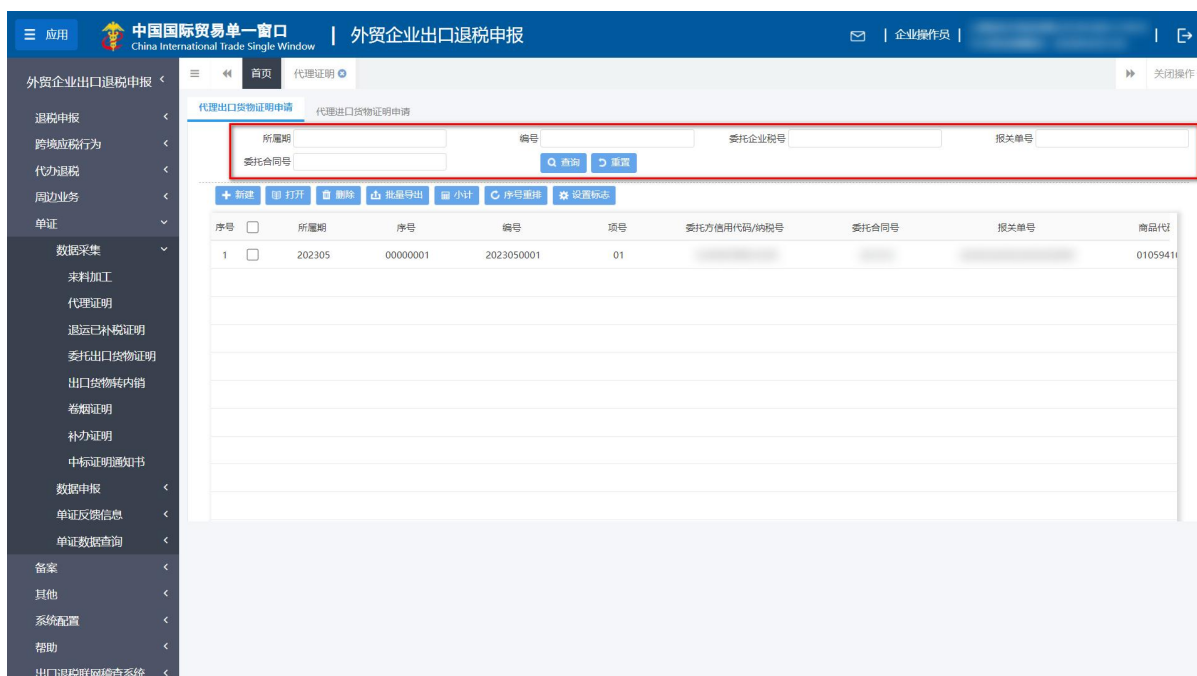 应用 中国国际贸易单一窗口 | 外贸企业出口退税申报 | 企业操作员 | |
China International Trade Single Window
外贸企业出口退税申报
首页 代理证明 关闭操作
代理出口货物证明申请 代理进口货物证明申请
所属期 编号 委托企业税号 报关单号
委托合同号 查询 重置
新建 打开 删除 批量导出 小计 序号重排 设置标志
序号 所属期 序号 编号 项号 委托方信用代码/纳税号 委托合同号 报关单号 商品代
1 202305 00000001 2023050001 01 0105941
退税申报
跨境应税行为
代办退税
周边业务
单证
数据采集
来料加工
代理证明
退运已补税证明
委托出口货物证明
出口货物转内销
卷烟证明
补办证明
中标证明通知书
数据申报
单证反馈信息
单证数据查询
备案
其他
系统配置
帮助
出口退税联网稽查系统